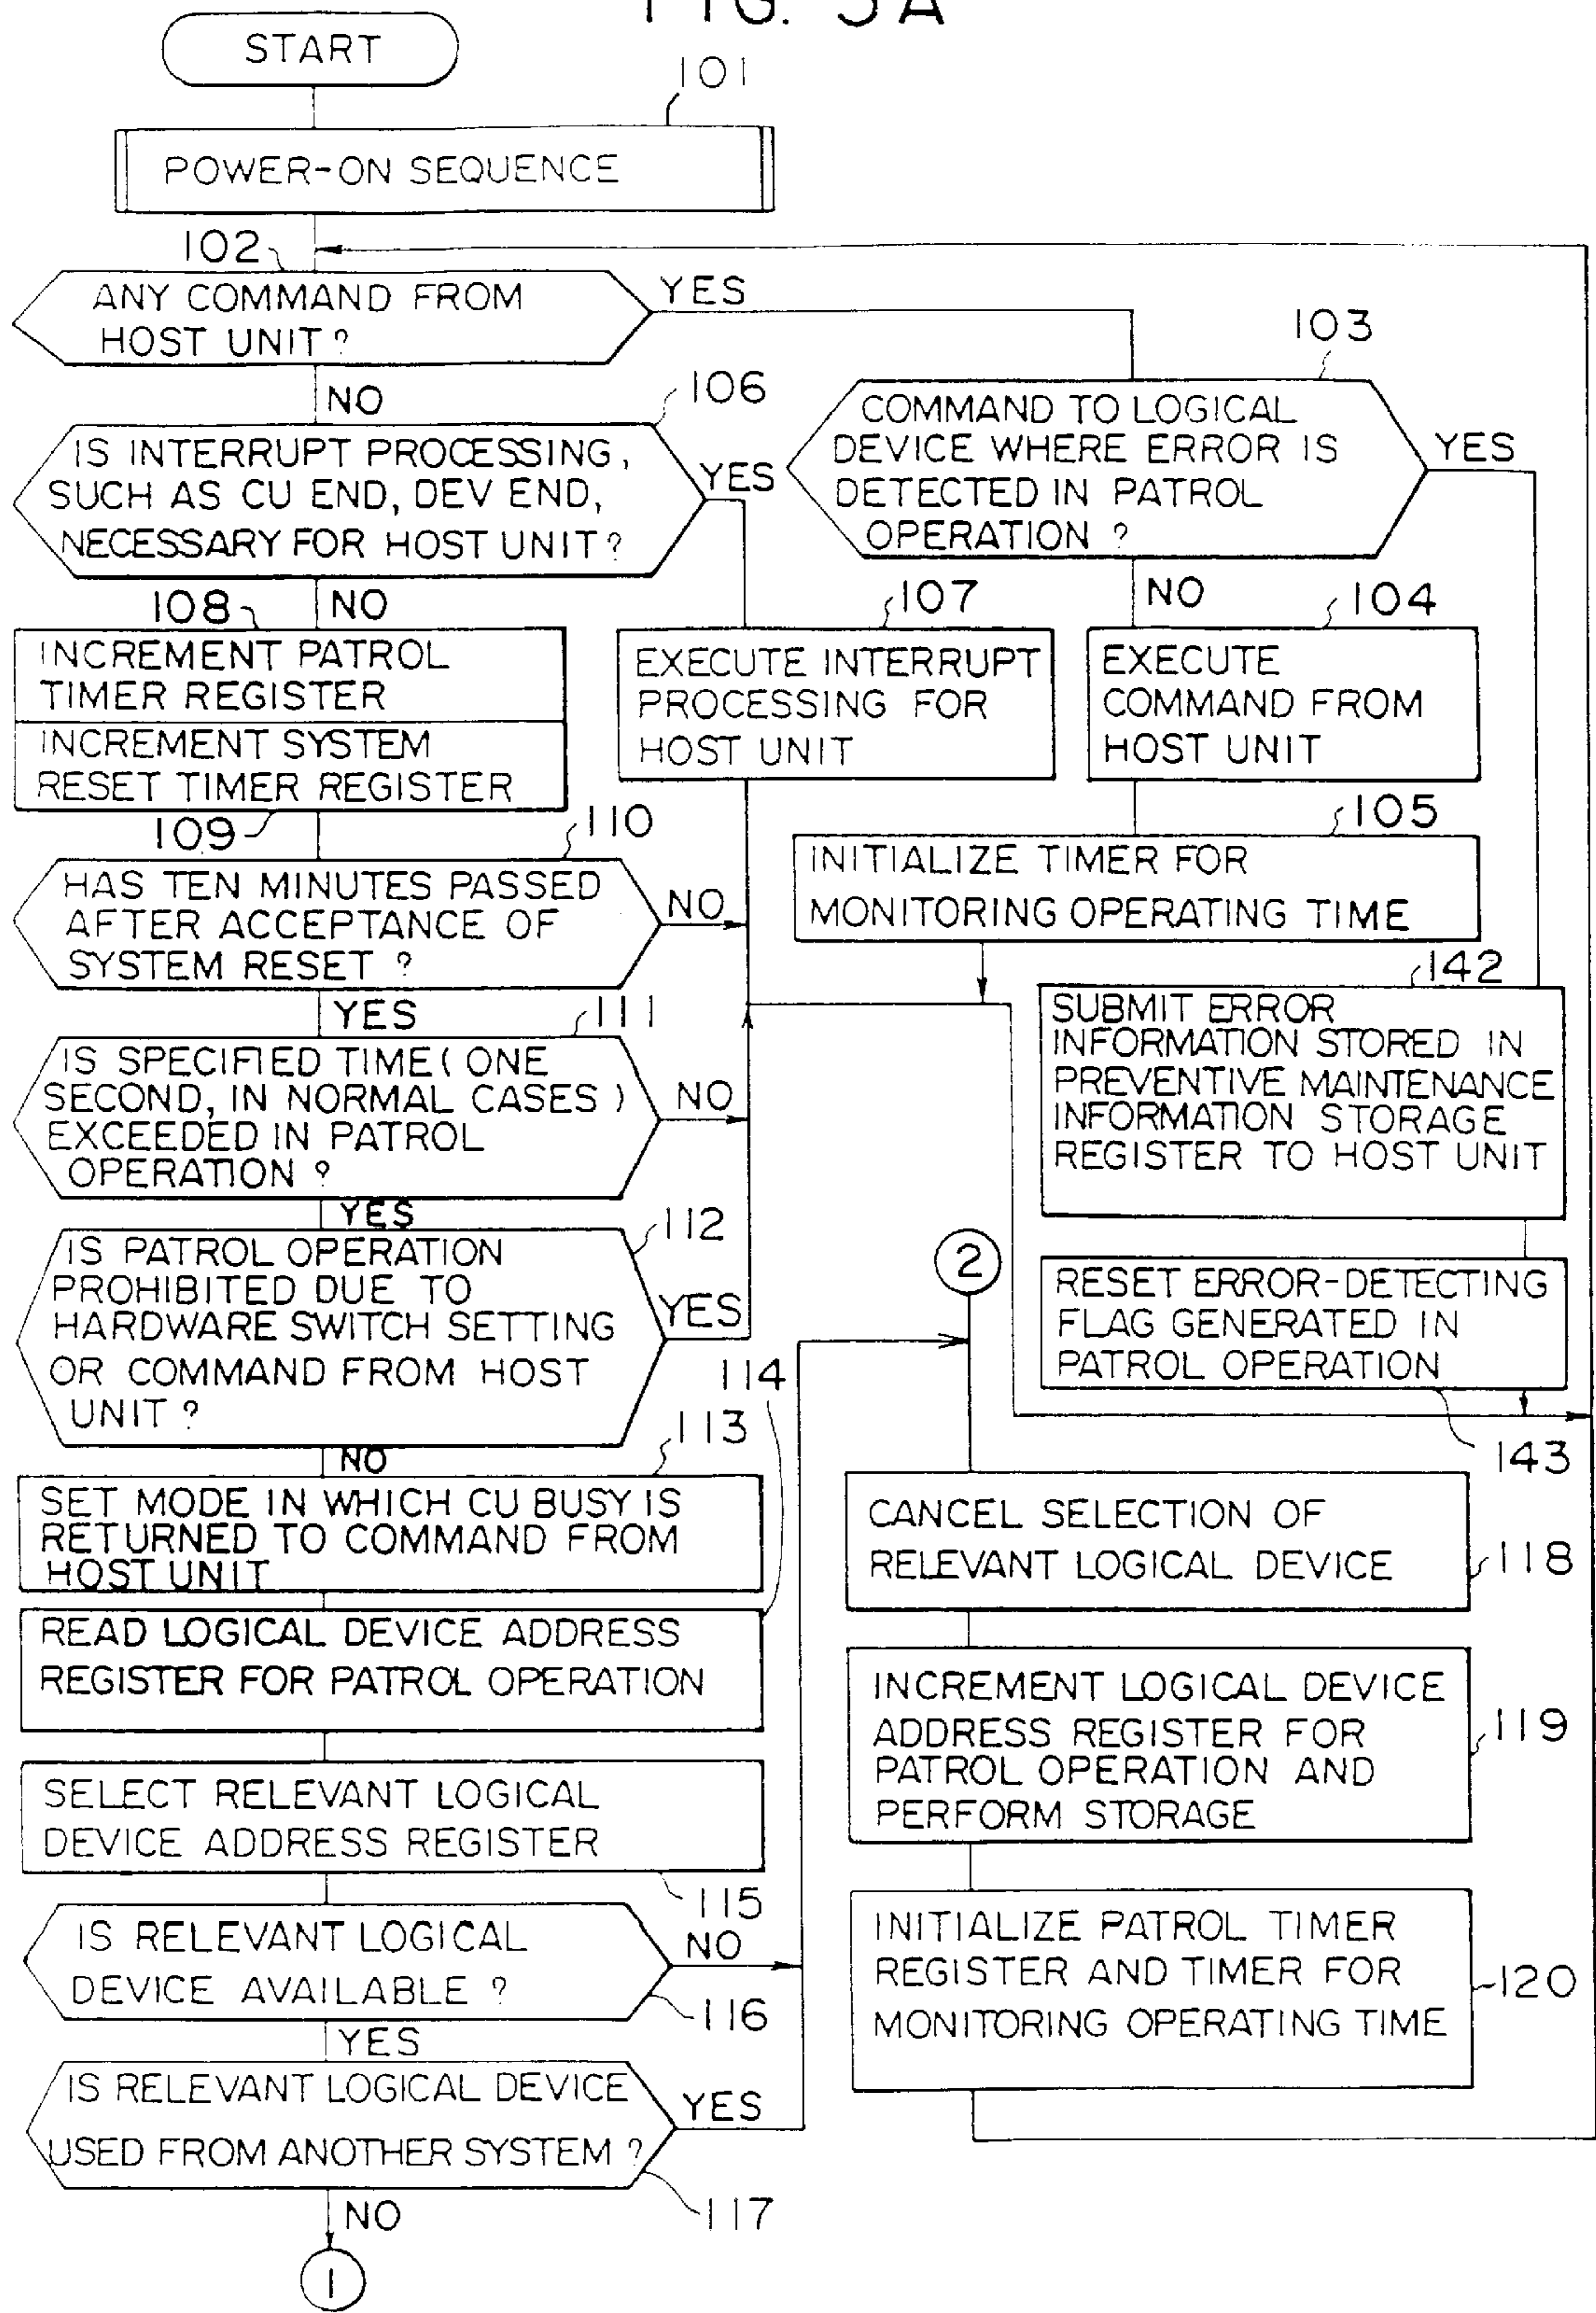 FIG. 5A
START
101
POWER-ON SEQUENCE
102
ANY COMMAND FROM
HOST UNIT?
YES
NO
103
COMMAND TO LOGICAL
DEVICE WHERE ERROR IS
DETECTED IN PATROL
OPERATION ?
YES
NO
106
IS INTERRUPT PROCESSING,
SUCH AS CU END, DEV END,
NECESSARY FOR HOST UNIT?
YES
NO
107
EXECUTE INTERRUPT
PROCESSING FOR
HOST UNIT
104
EXECUTE
COMMAND FROM
HOST UNIT
108
INCREMENT PATROL
TIMER REGISTER
INCREMENT SYSTEM
RESET TIMER REGISTER
109
105
INITIALIZE TIMER FOR
MONITORING OPERATING TIME
110
HAS TEN MINUTES PASSED
AFTER ACCEPTANCE OF
SYSTEM RESET ?
NO
YES
142
SUBMIT ERROR
INFORMATION STORED IN
PREVENTIVE MAINTENANCE
INFORMATION STORAGE
REGISTER TO HOST UNIT
111
IS SPECIFIED TIME( ONE
SECOND, IN NORMAL CASES )
EXCEEDED IN PATROL
OPERATION ?
NO
YES
112
IS PATROL OPERATION
PROHIBITED DUE TO
HARDWARE SWITCH SETTING
OR COMMAND FROM HOST
UNIT ?
YES
NO
2
RESET ERROR-DETECTING
FLAG GENERATED IN
PATROL OPERATION
143
113
SET MODE IN WHICH CU BUSY IS
RETURNED TO COMMAND FROM
HOST UNIT
114
READ LOGICAL DEVICE ADDRESS
REGISTER FOR PATROL OPERATION
SELECT RELEVANT LOGICAL
DEVICE ADDRESS REGISTER
115
IS RELEVANT LOGICAL
DEVICE AVAILABLE ?
NO
116
YES
IS RELEVANT LOGICAL DEVICE
USED FROM ANOTHER SYSTEM ?
YES
117
NO
1
CANCEL SELECTION OF
RELEVANT LOGICAL DEVICE
118
INCREMENT LOGICAL DEVICE
ADDRESS REGISTER FOR
PATROL OPERATION AND
PERFORM STORAGE
119
INITIALIZE PATROL TIMER
REGISTER AND TIMER FOR
MONITORING OPERATING TIME
120